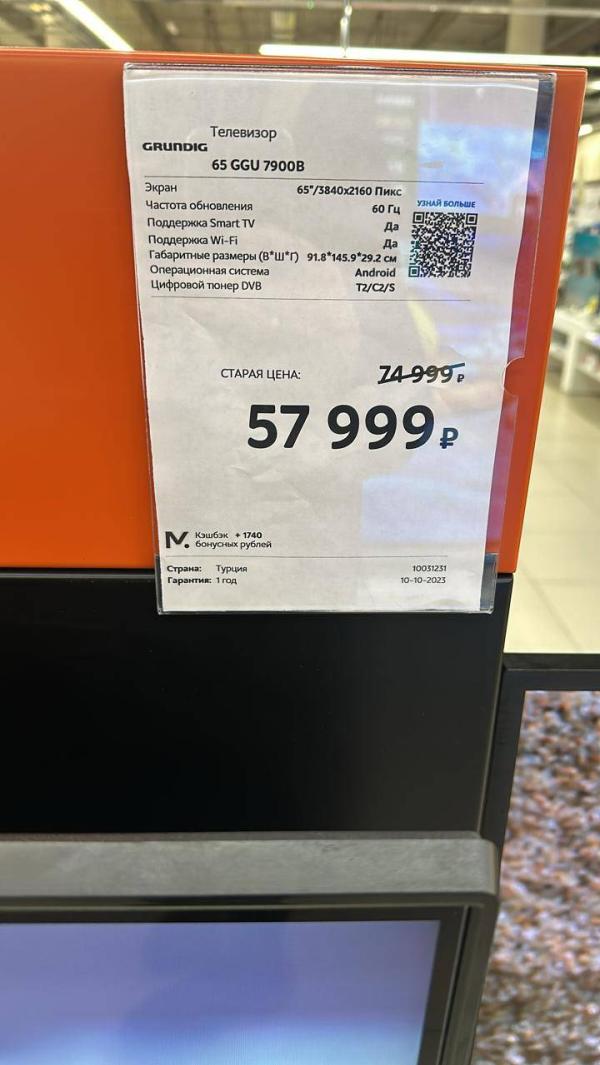 Телевизор
GRUNDIG
65 GGU 7900B
Экран 65"/3840x2160 Пикс
Частота обновления 60 Гц
Поддержка Smart TV Да
Поддержка Wi-Fi Да
Габаритные размеры (В*Ш*Г) 91.8*145.9*29.2 см
Операционная система Android
Цифровой тюнер DVB T2/C2/S
УЗНАЙ БОЛЬШЕ
СТАРАЯ ЦЕНА: 74 999 ₽
57 999 ₽
М. Кэшбэк + 1740
бонусных рублей
Страна: Турция 10031231
Гарантия: 1 год 10-10-2023